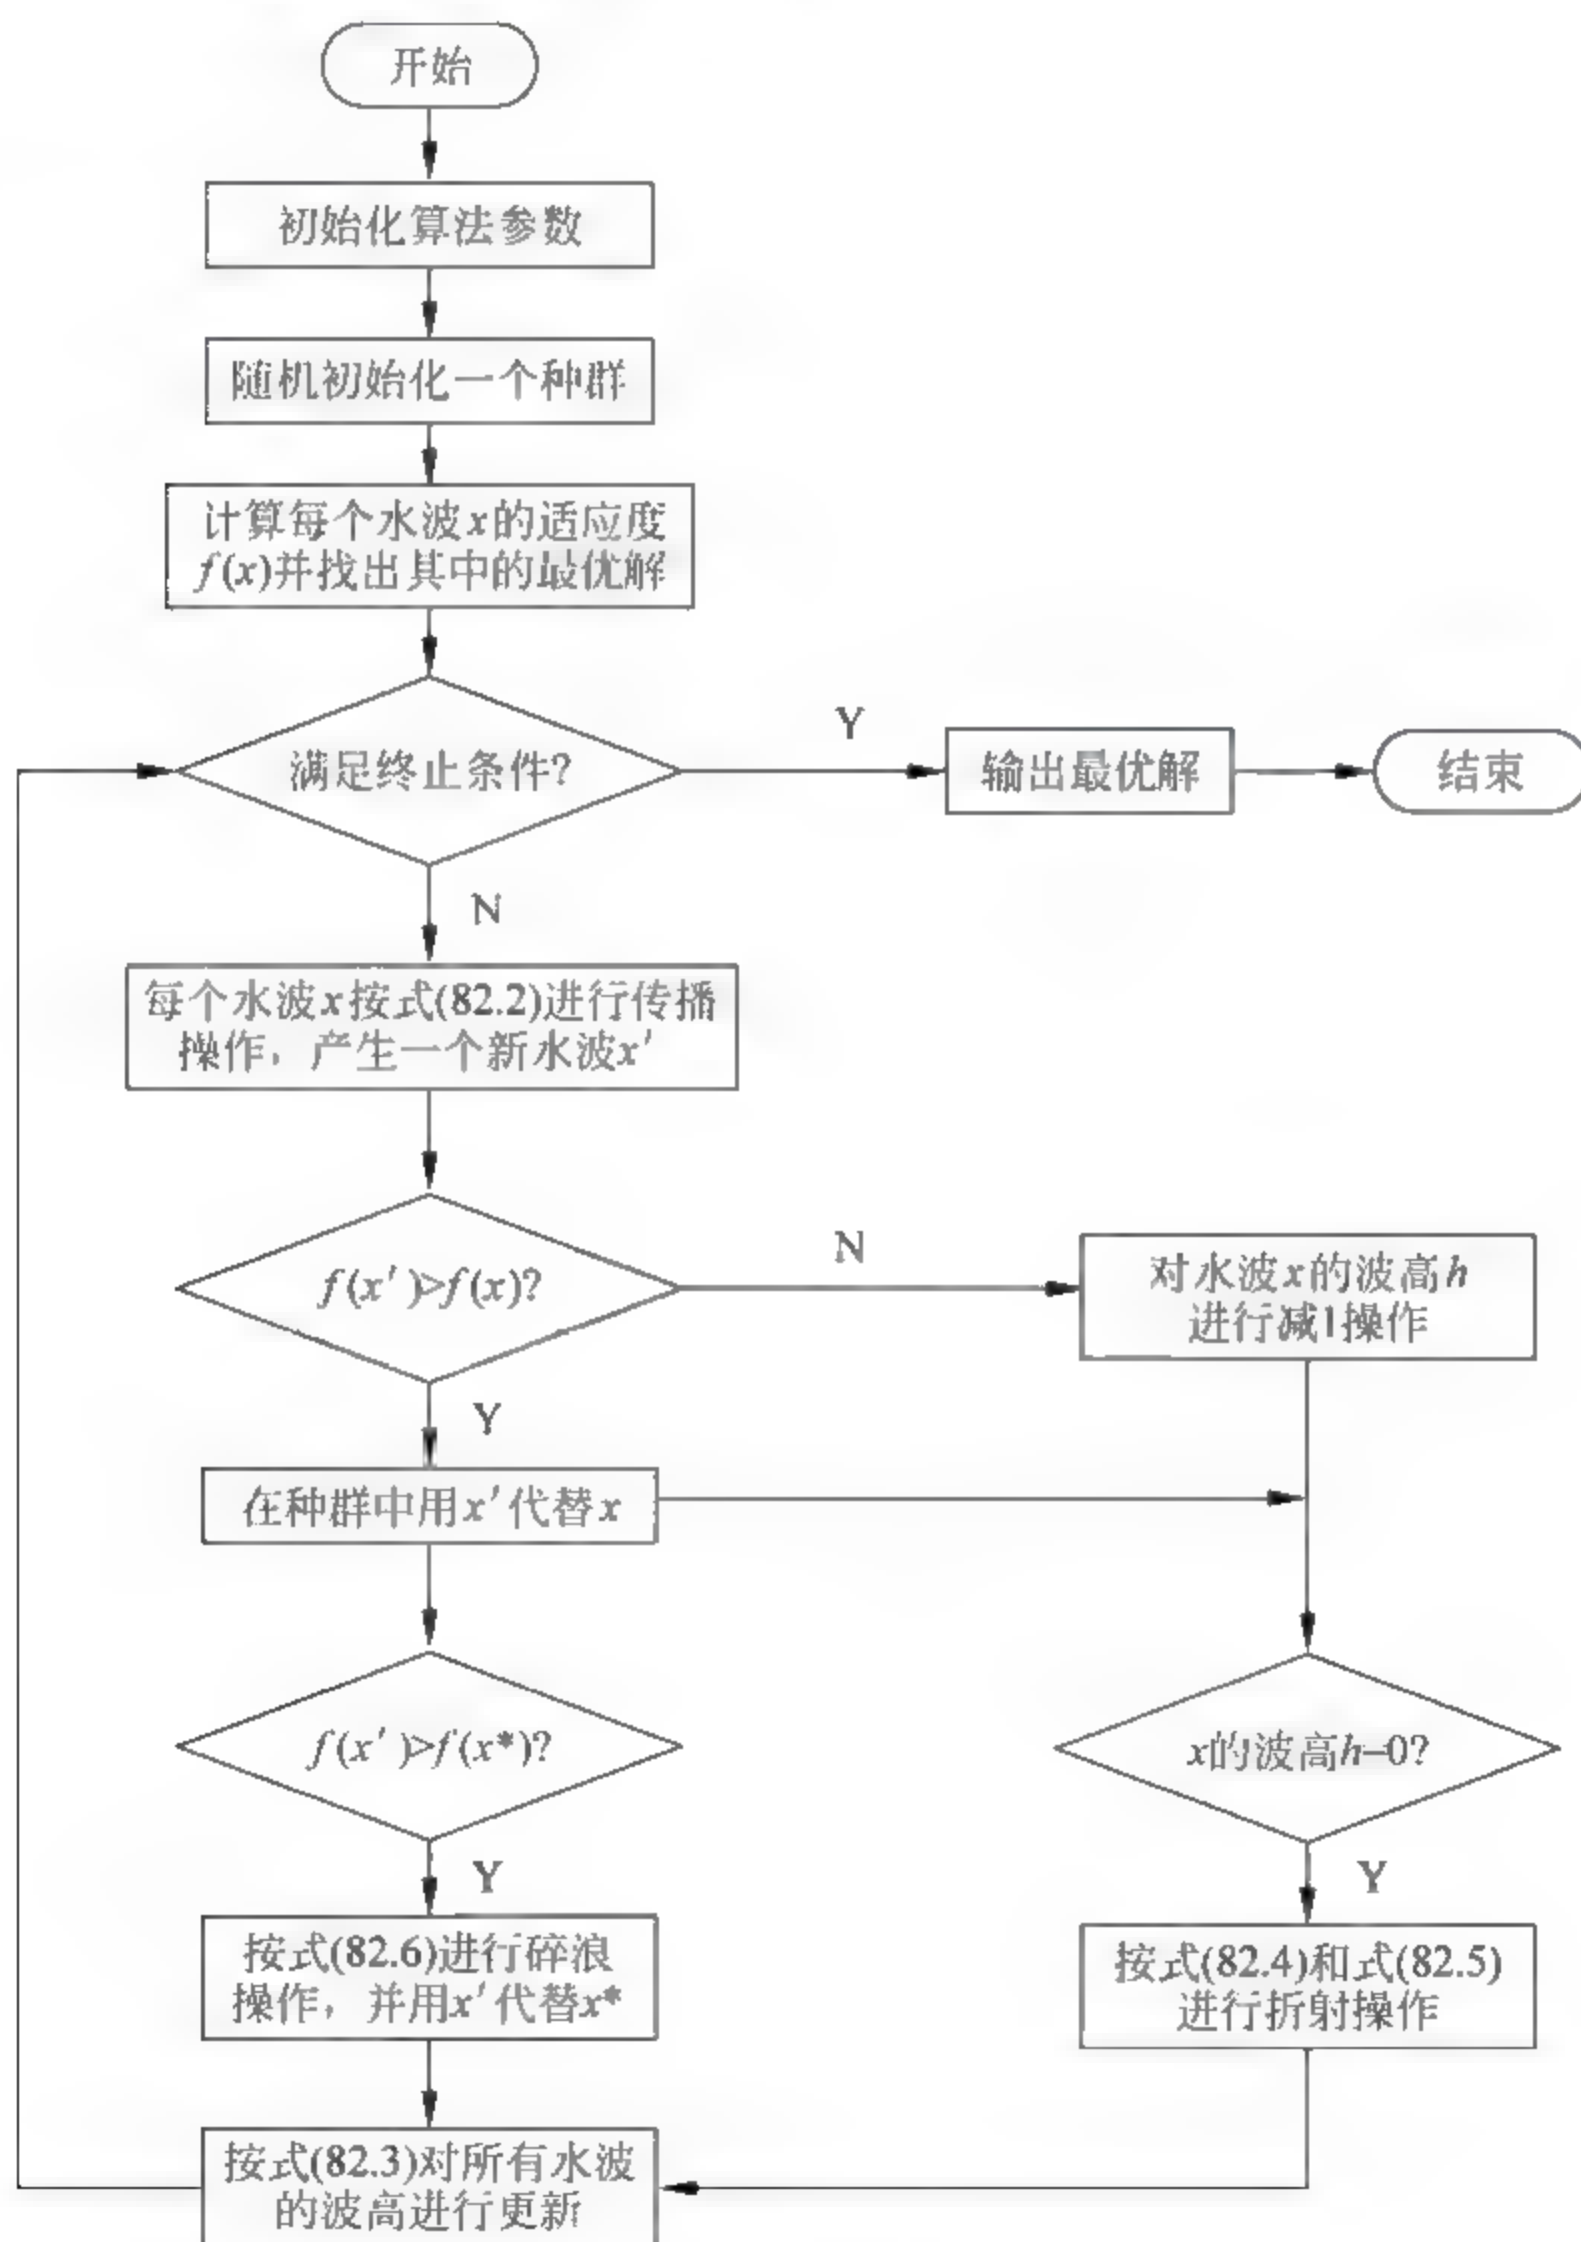 开始
初始化算法参数
随机初始化一个种群
计算每个水波x的适应度
f(x)并找出其中的最优解
满足终止条件?
Y
输出最优解
结束
N
每个水波x按式(82.2)进行传播
操作，产生一个新水波x′
f(x′)>f(x)?
N
对水波x的波高h
进行减1操作
Y
在种群中用x′代替x
f(x′)>f(x*)?
x的波高h=0?
Y
Y
按式(82.6)进行碎浪
操作，并用x′代替x*
按式(82.4)和式(82.5)
进行折射操作
按式(82.3)对所有水波
的波高进行更新